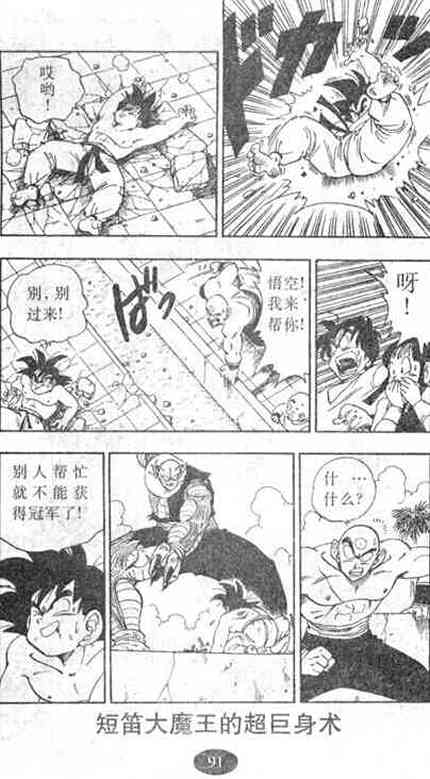 ドカッ
哎
哟
!
呀
!
悟空!
我来
帮你!
ばっ
别,别
过来!
什…
什么?
别人帮忙
就不能获
得冠军了!
短笛大魔王的超巨身术
91